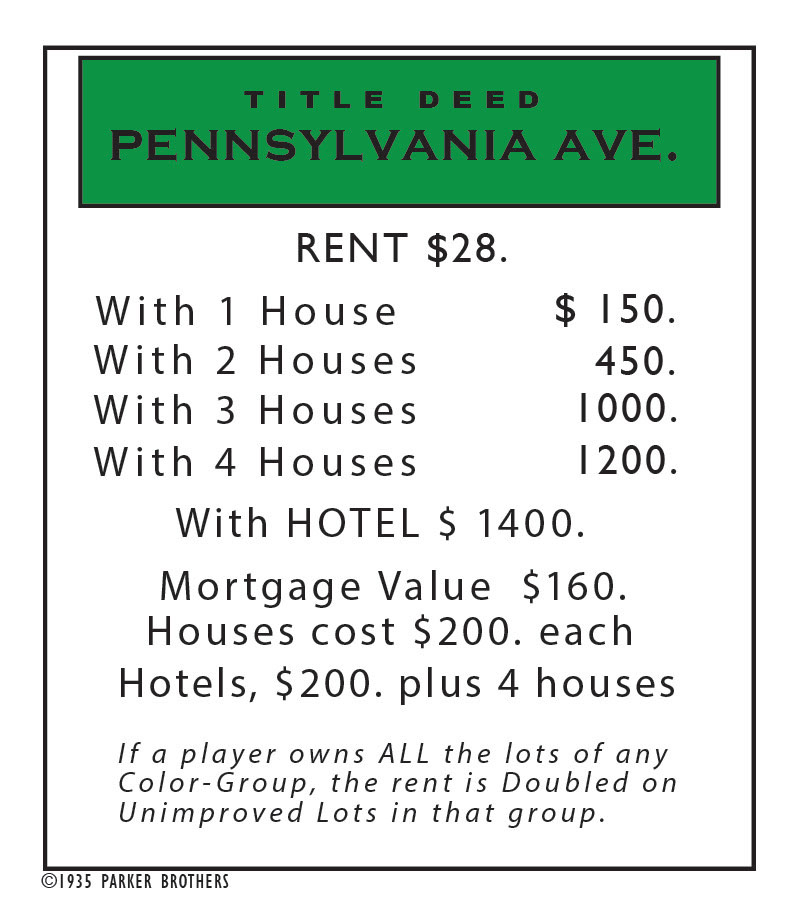 TITLE DEED
PENNSYLVANIA AVE.
RENT $28.
With 1 House $ 150.
With 2 Houses 450.
With 3 Houses 1000.
With 4 Houses 1200.
With HOTEL $ 1400.
Mortgage Value $160.
Houses cost $200. each
Hotels, $200. plus 4 houses
If a player owns ALL the lots of any
Color-Group, the rent is Doubled on
Unimproved Lots in that group.
©1935 PARKER BROTHERS